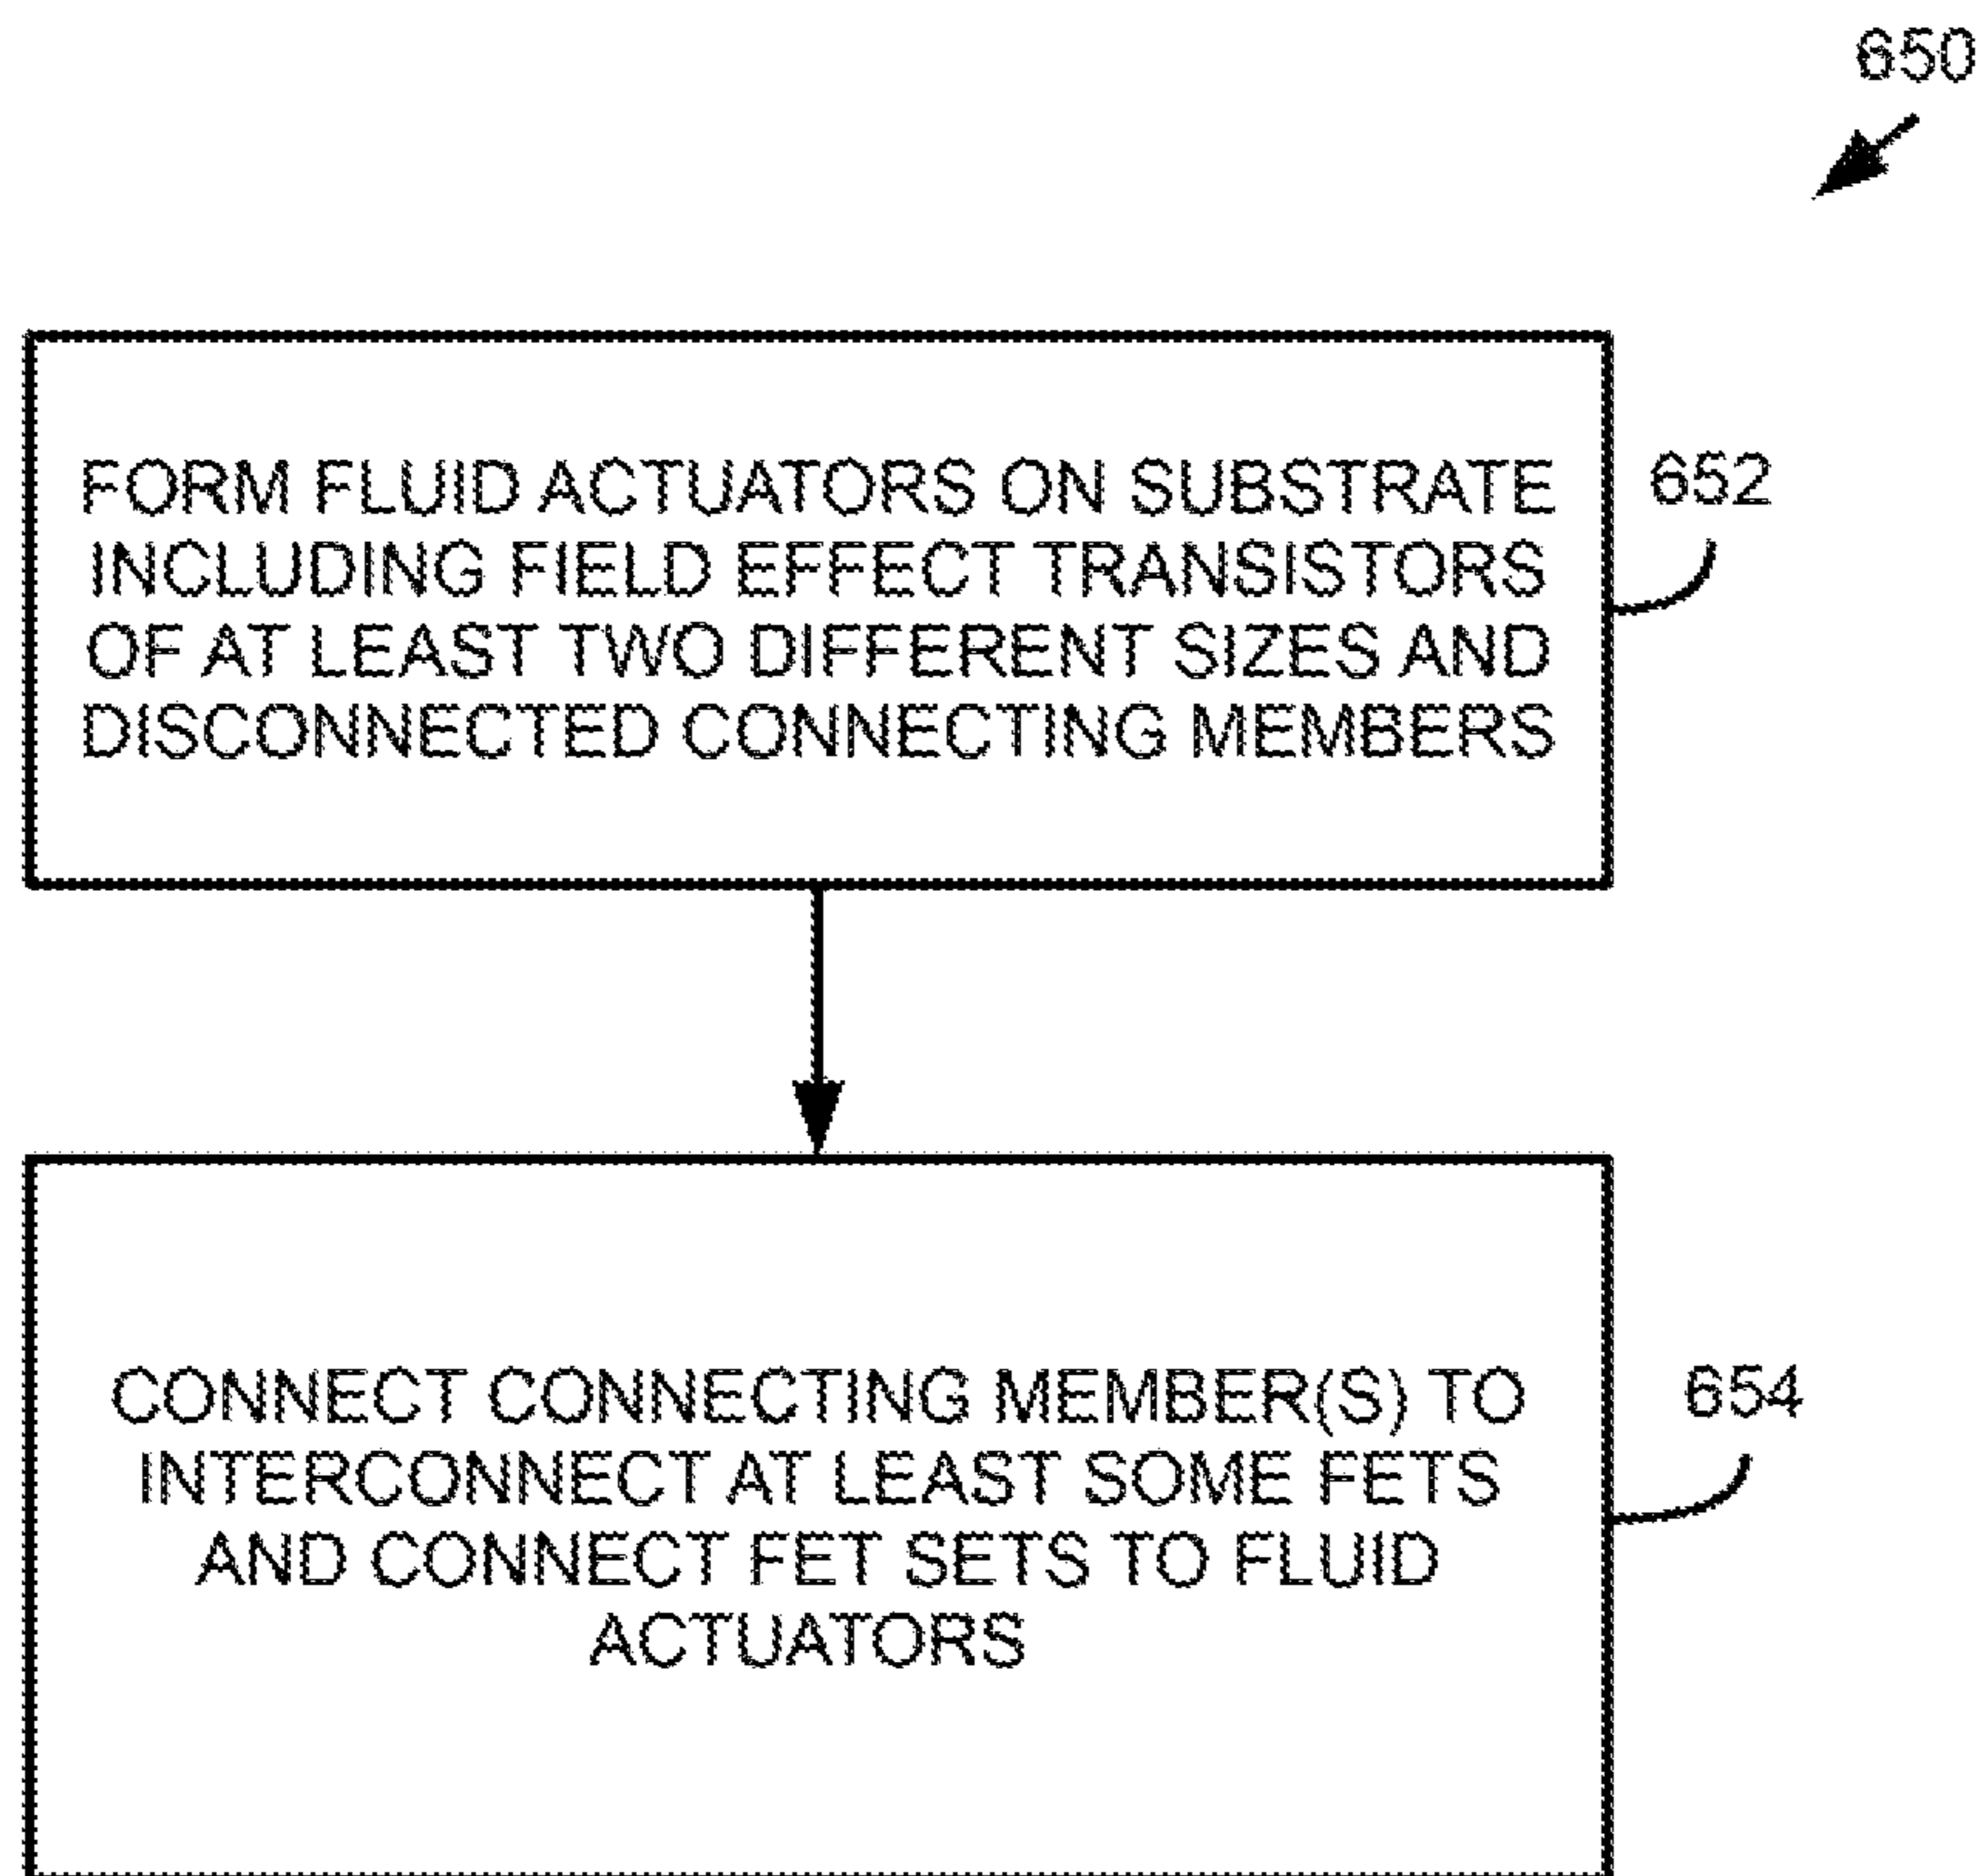 650
FORM FLUID ACTUATORS ON SUBSTRATE
INCLUDING FIELD EFFECT TRANSISTORS
OF AT LEAST TWO DIFFERENT SIZES AND
DISCONNECTED CONNECTING MEMBERS
652
CONNECT CONNECTING MEMBER(S) TO
INTERCONNECT AT LEAST SOME FETS
AND CONNECT FET SETS TO FLUID
ACTUATORS
654